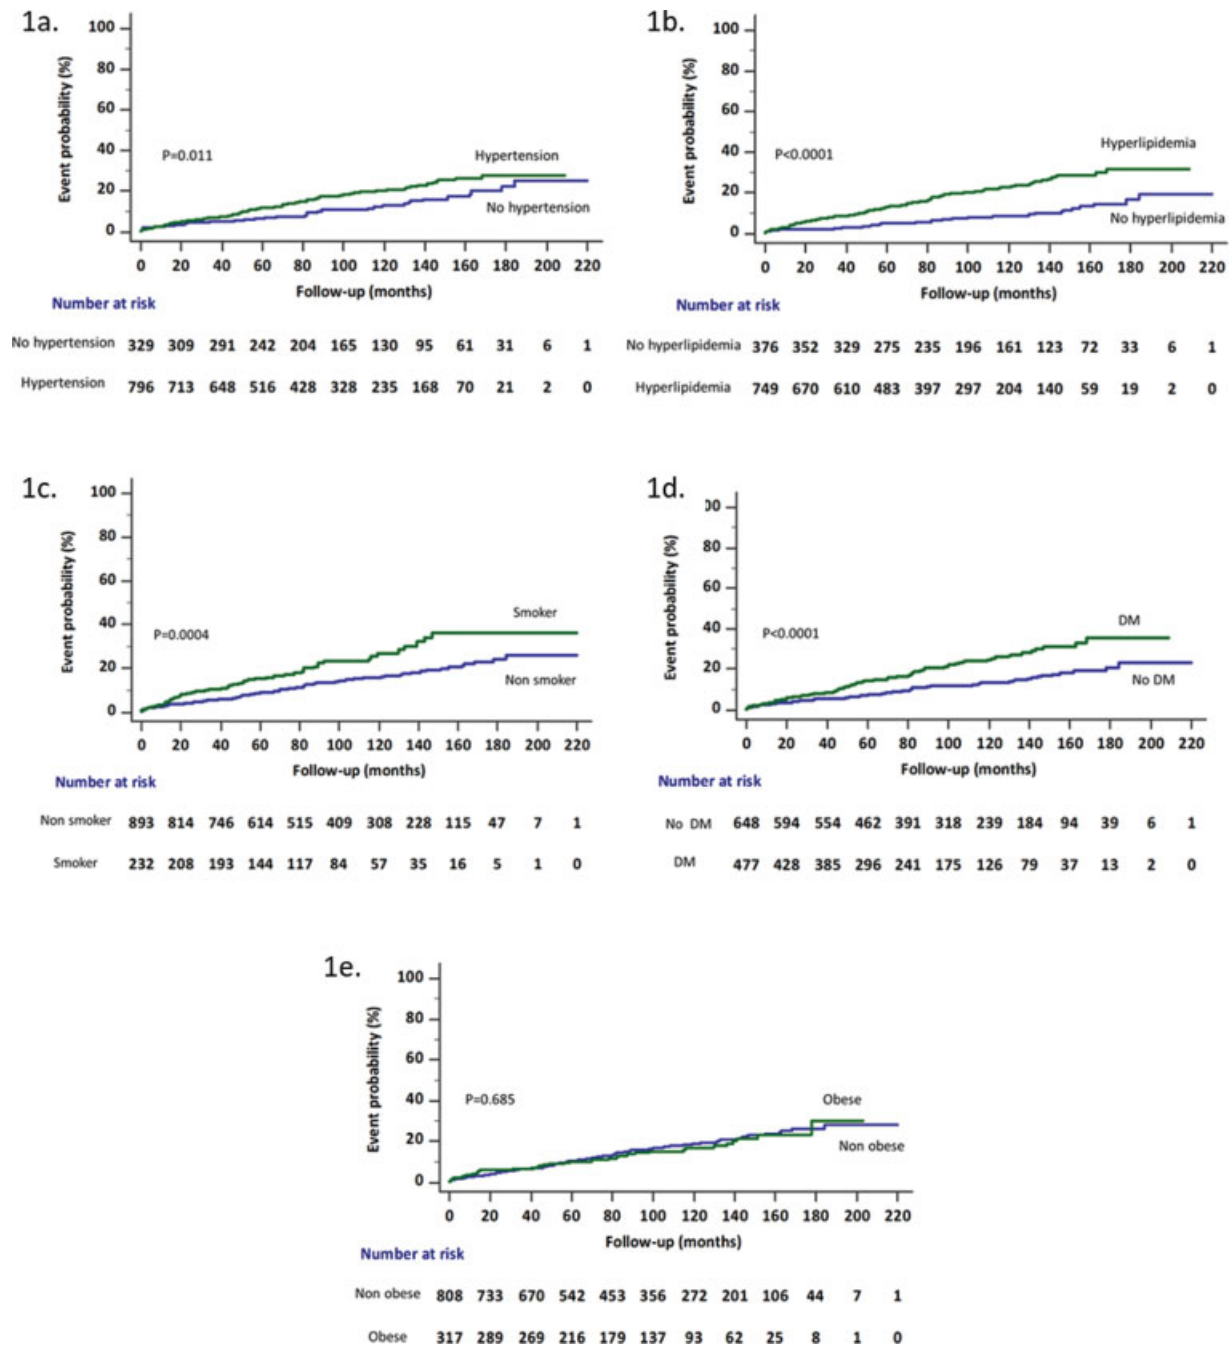 1a.
Event probability (%)
100
80
60
40
20
0
P=0.011
Hypertension
No hypertension
0 20 40 60 80 100 120 140 160 180 200 220
Follow-up (months)
Number at risk
No hypertension 329 309 291 242 204 165 130 95 61 31 6 1
Hypertension 796 713 648 516 428 328 235 168 70 21 2 0
1b.
Event probability (%)
100
80
60
40
20
0
P<0.0001
Hyperlipidemia
No hyperlipidemia
0 20 40 60 80 100 120 140 160 180 200 220
Follow-up (months)
Number at risk
No hyperlipidemia 376 352 329 275 235 196 161 123 72 33 6 1
Hyperlipidemia 749 670 610 483 397 297 204 140 59 19 2 0
1c.
Event probability (%)
100
80
60
40
20
0
P=0.0004
Smoker
Non smoker
0 20 40 60 80 100 120 140 160 180 200 220
Follow-up (months)
Number at risk
Non smoker 893 814 746 614 515 409 308 228 115 47 7 1
Smoker 232 208 193 144 117 84 57 35 16 5 1 0
1d.
Event probability (%)
00
80
60
40
20
0
P<0.0001
DM
No DM
0 20 40 60 80 100 120 140 160 180 200 220
Follow-up (months)
Number at risk
No DM 648 594 554 462 391 318 239 184 94 39 6 1
DM 477 428 385 296 241 175 126 79 37 13 2 0
1e.
Event probability (%)
100
80
60
40
20
0
P=0.685
Obese
Non obese
0 20 40 60 80 100 120 140 160 180 200 220
Follow-up (months)
Number at risk
Non obese 808 733 670 542 453 356 272 201 106 44 7 1
Obese 317 289 269 216 179 137 93 62 25 8 1 0